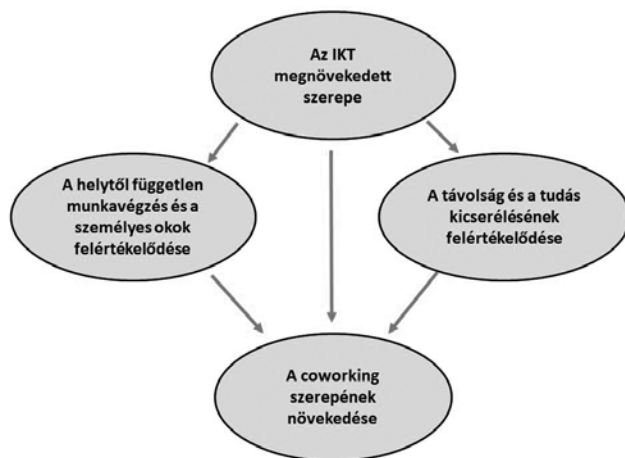 Az IKT
megnövekedett
szerepe
A helytől független
munkavégzés és a
személyes okok
felértékelődése
A távolság és a tudás
kicserélésének
felértékelődése
A coworking
szerepének
növekedése